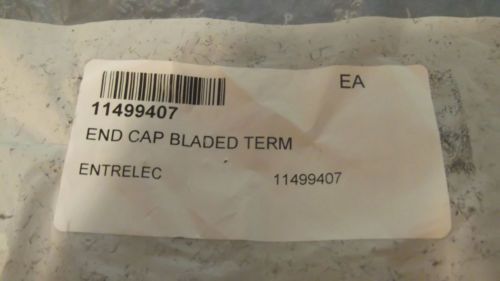 EA
11499407
END CAP BLADED TERM
ENTRELEC 11499407